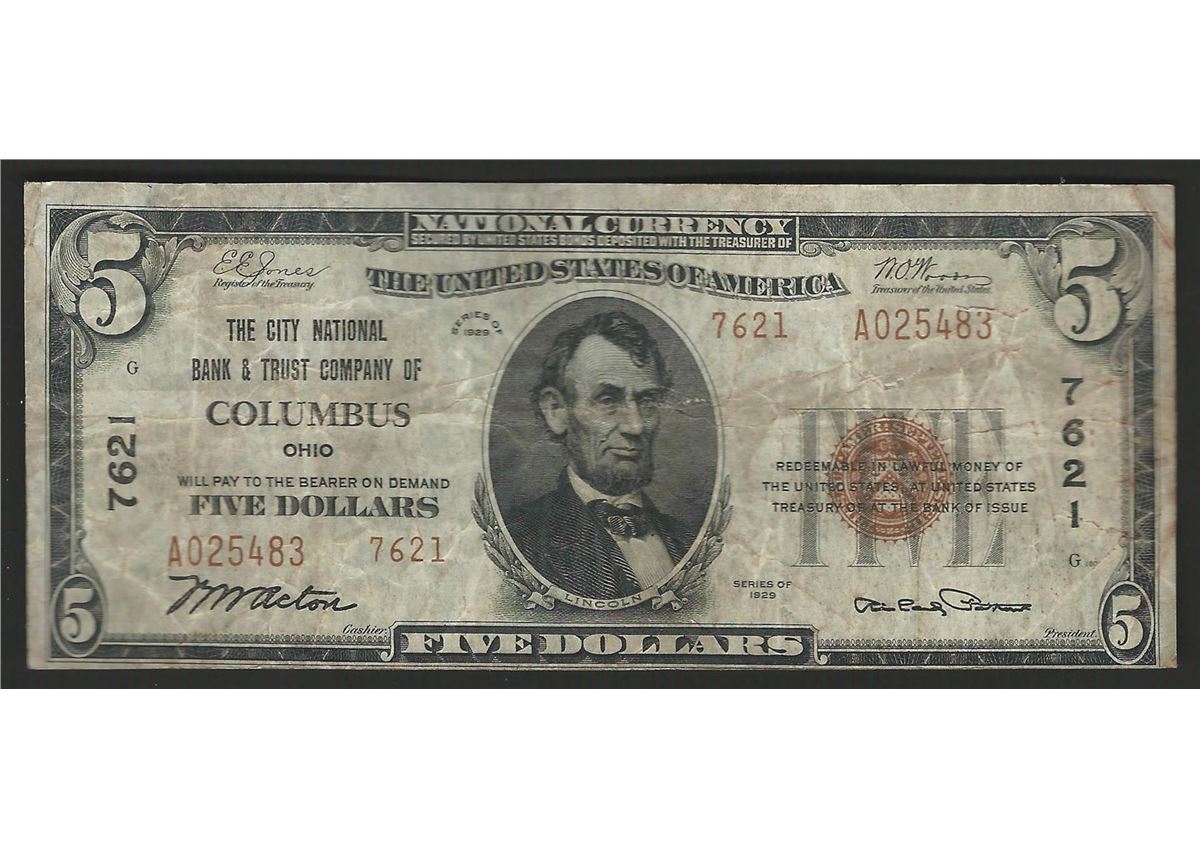 NATIONAL CURRENCY
SECURED BY UNITED STATES BONDS DEPOSITED WITH THE TREASURER OF
THE UNITED STATES OF AMERICA
5
5
E E Jones
Register of the Treasury.
W. O. Woods
Treasurer of the United States.
THE CITY NATIONAL
BANK & TRUST COMPANY OF
COLUMBUS
OHIO
WILL PAY TO THE BEARER ON DEMAND
FIVE DOLLARS
SERIES OF
1929
7621
A025483
G
7621
7621
FIVE
REDEEMABLE IN LAWFUL MONEY OF
THE UNITED STATES, AT UNITED STATES
TREASURY OR AT THE BANK OF ISSUE
A025483
7621
G
LINCOLN
SERIES OF
1929
Acton
Cashier.
President.
5
FIVE DOLLARS
5